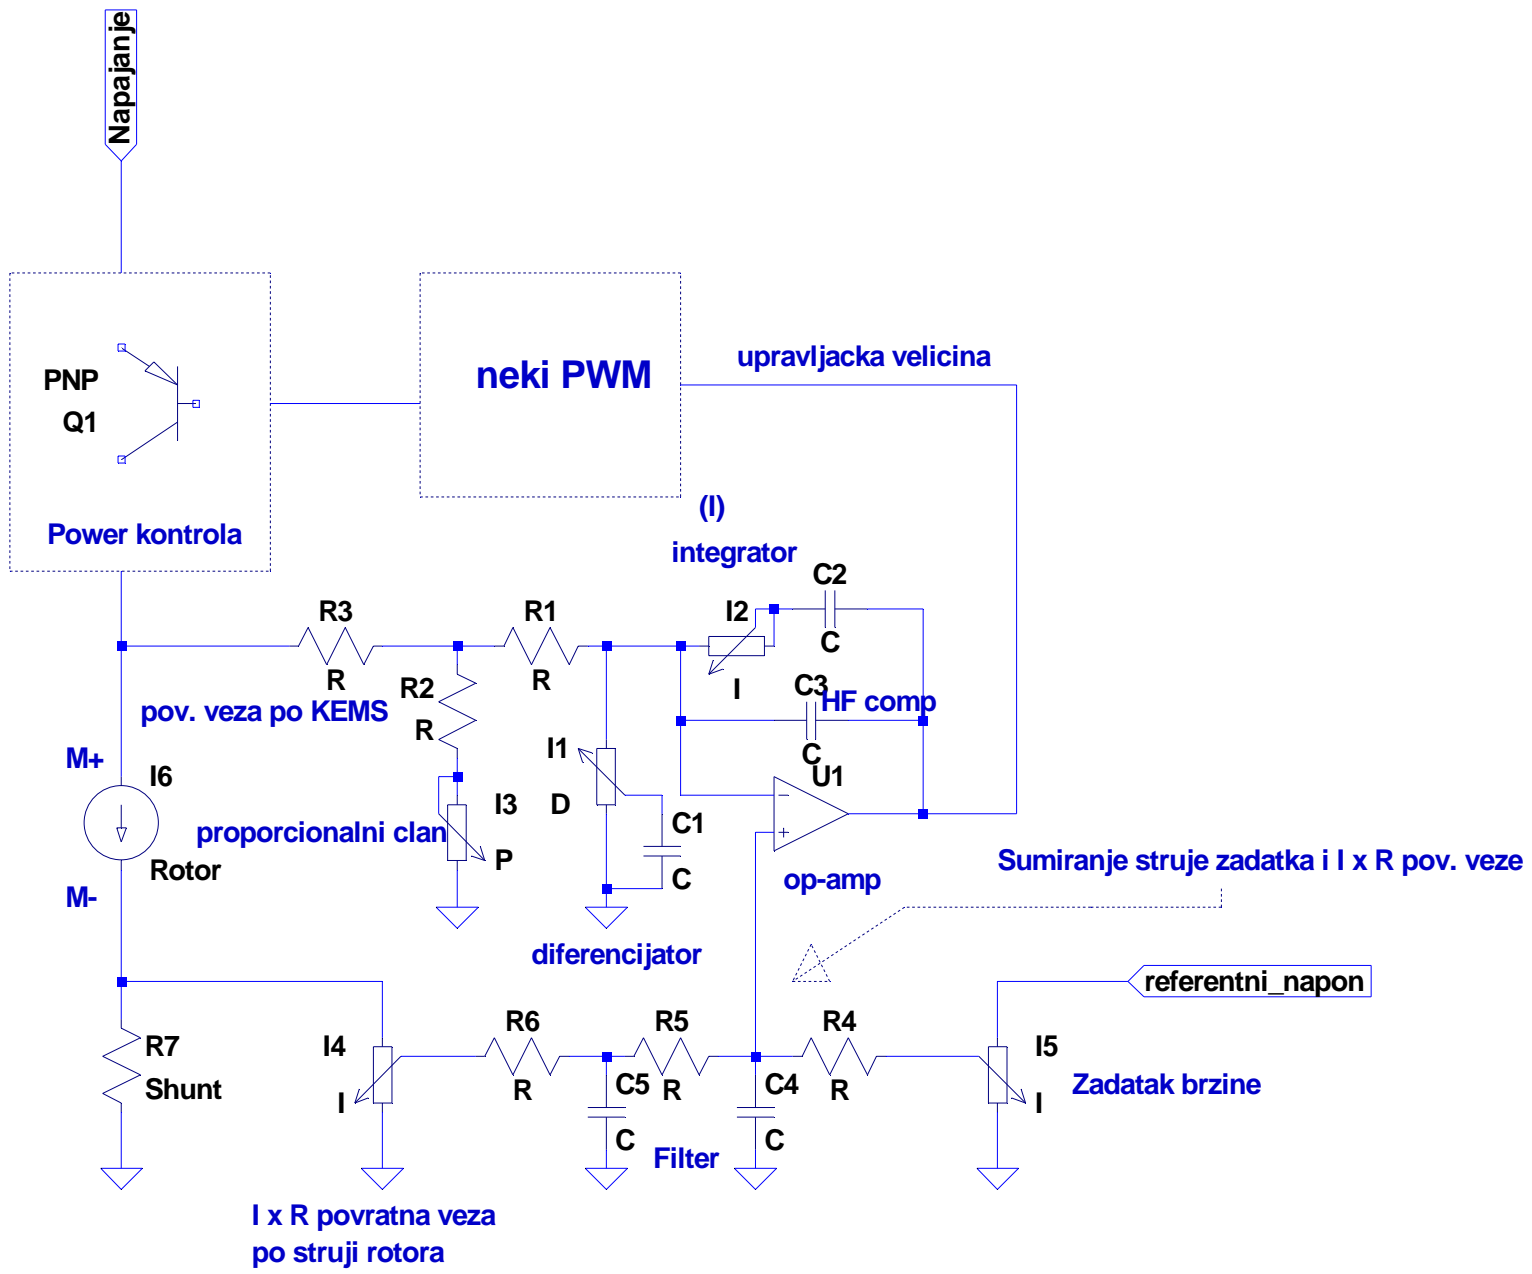 Napajanje
PNP
Q1
neki PWM
upravljacka velicina
Power kontrola
(I)
integrator
C2
C
R3
R
R1
R
I2
I
R2
R
C3
C
HF comp
pov. veza po KEMS
M+
I6
Rotor
M-
I1
D
U1
I3
P
proporcionalni clan
C1
C
op-amp
Sumiranje struje zadatka i I x R pov. veze
diferencijator
referentni_napon
R7
Shunt
I4
I
R6
R
R5
R
R4
R
I5
I
C5
C
C4
C
Zadatak brzine
Filter
I x R povratna veza
po struji rotora